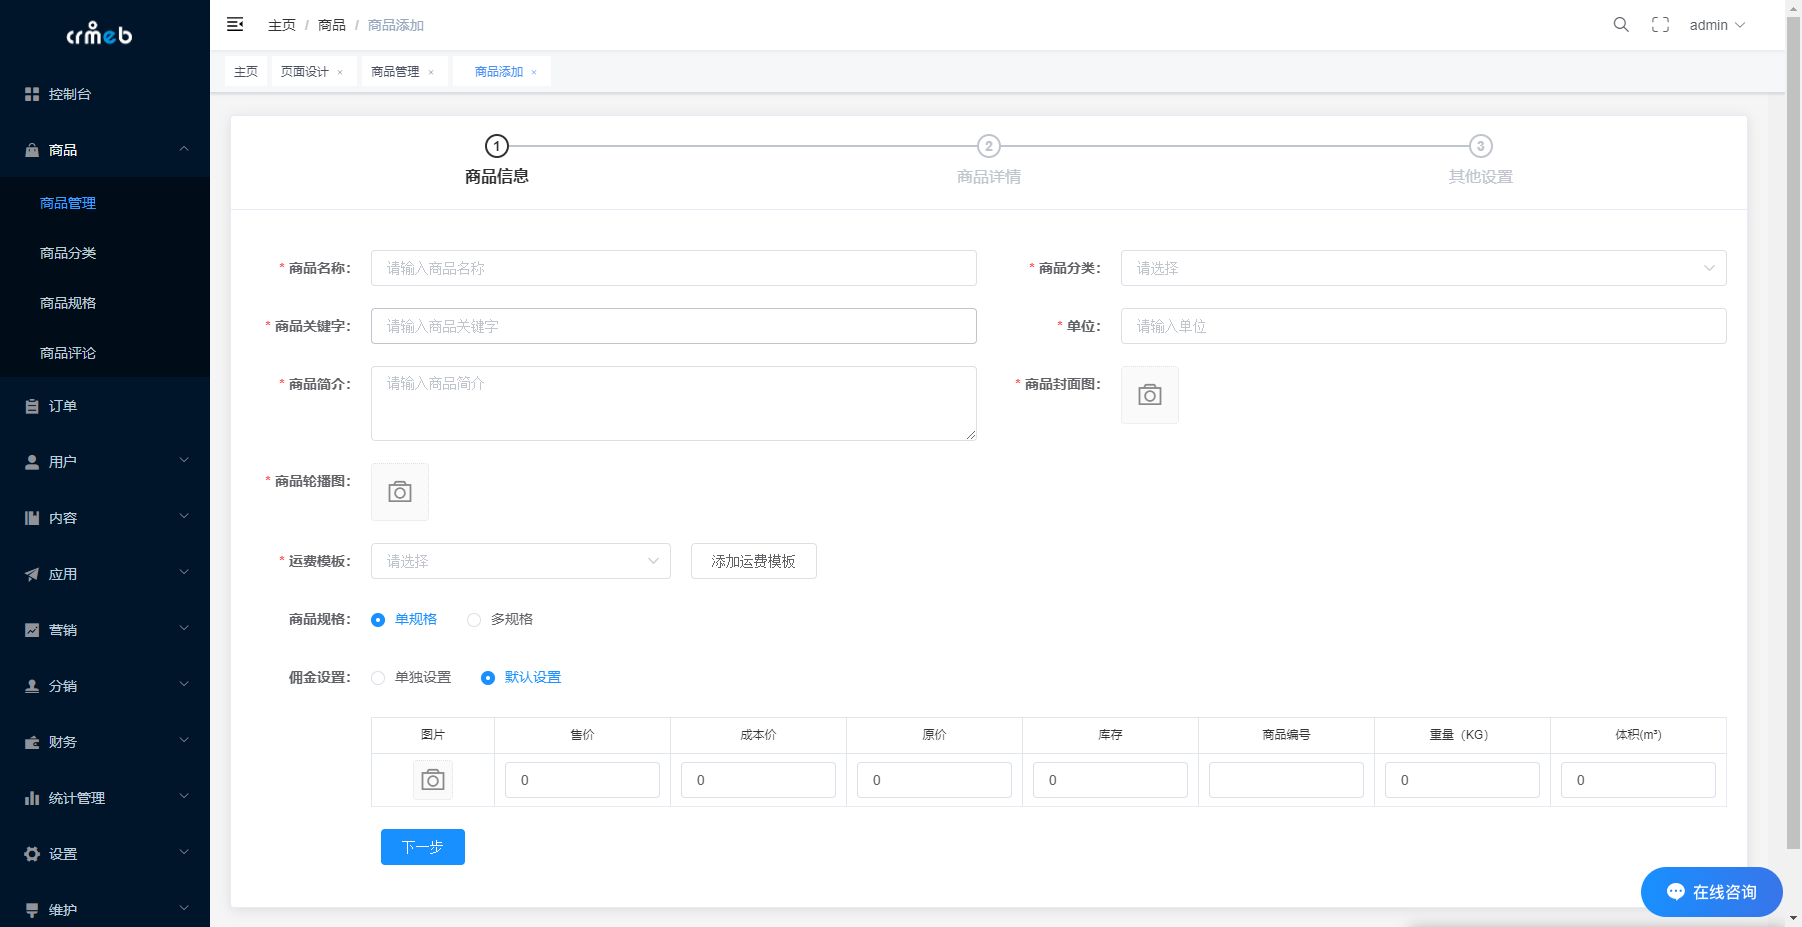 crmeb
主页 / 商品 / 商品添加
admin
主页
页面设计 ×
商品管理 ×
商品添加 ×
控制台
商品
商品管理
商品分类
商品规格
商品评论
订单
用户
内容
应用
营销
分销
财务
统计管理
设置
维护
1
商品信息
2
商品详情
3
其他设置
* 商品名称：
请输入商品名称
* 商品分类：
请选择
* 商品关键字：
请输入商品关键字
* 单位：
请输入单位
* 商品简介：
请输入商品简介
* 商品封面图：
* 商品轮播图：
* 运费模板：
请选择
添加运费模板
商品规格：
单规格
多规格
佣金设置：
单独设置
默认设置
图片 售价 成本价 原价 库存 商品编号 重量（KG） 体积(m³)
0 0 0 0 0 0
下一步
在线咨询